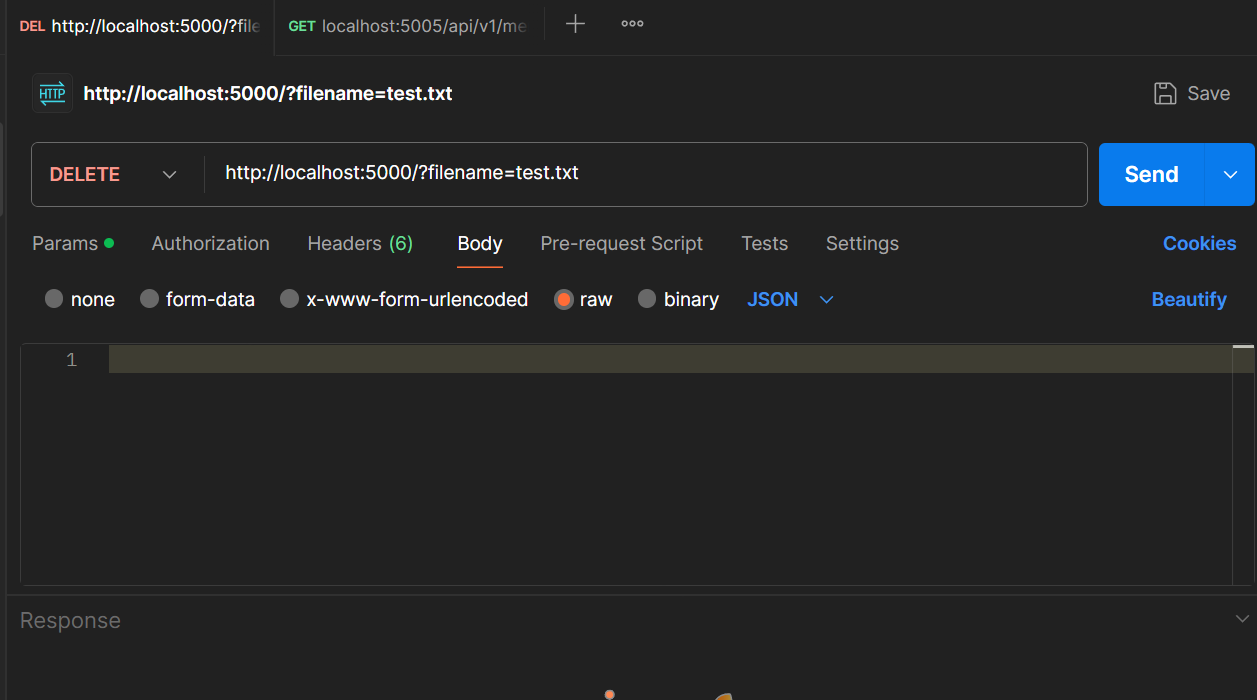 DEL http://localhost:5000/?file GET localhost:5005/api/v1/me
HTTP http://localhost:5000/?filename=test.txt Save
DELETE http://localhost:5000/?filename=test.txt Send
Params Authorization Headers (6) Body Pre-request Script Tests Settings Cookies
none form-data x-www-form-urlencoded raw binary JSON Beautify
1
Response